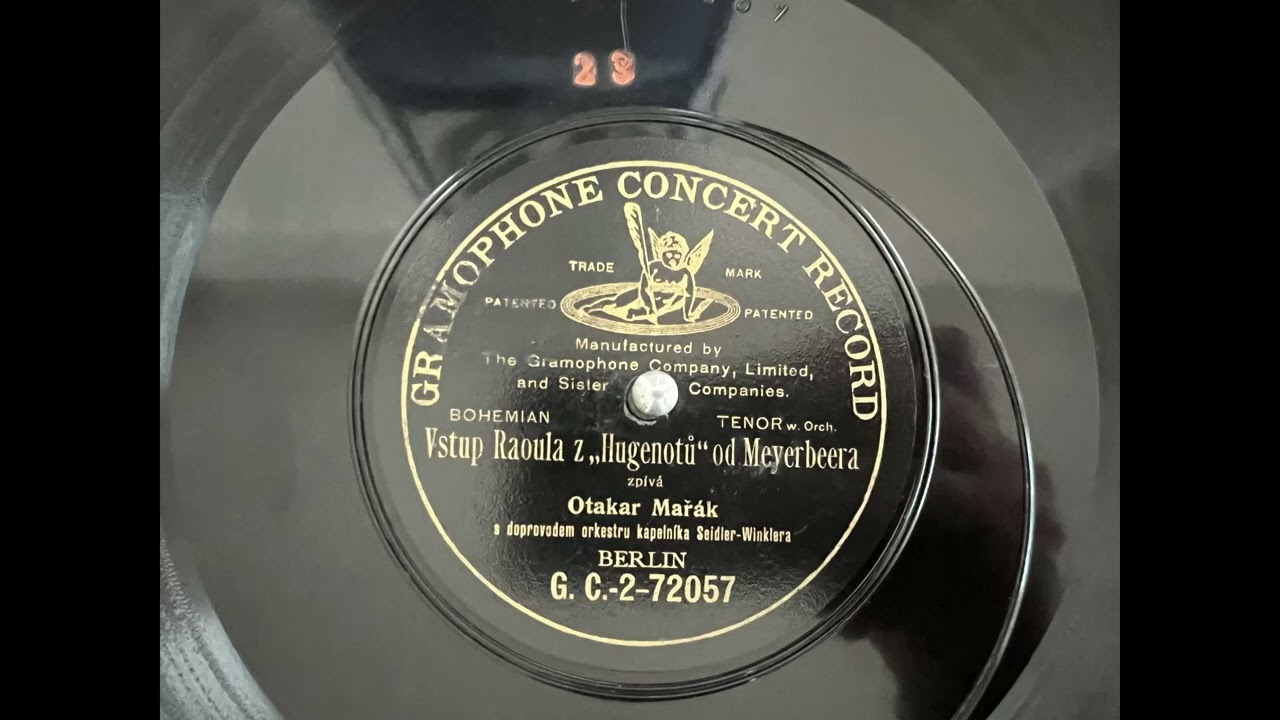 23
GRAMOPHONE CONCERT RECORD
TRADE MARK
PATENTED PATENTED
Manufactured by
The Gramophone Company, Limited,
and Sister Companies.
BOHEMIAN TENOR w. Orch.
Vstup Raoula z „Hugenotů“ od Meyerbeera
zpívá
Otakar Mařák
s doprovodem orkestru kapelníka Seidler-Winklera
BERLIN
G. C.-2-72057